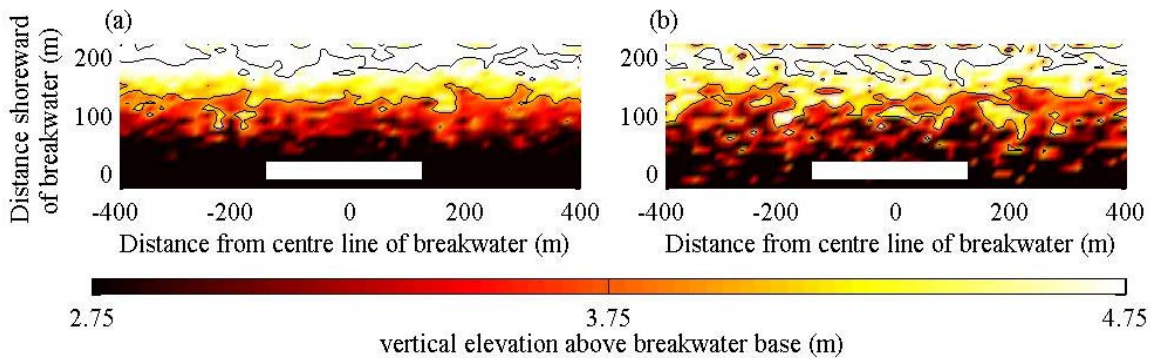 (a)
(b)
Distance shoreward
of breakwater (m)
200
100
0
200
100
0
-400 -200 0 200 400
-400 -200 0 200 400
Distance from centre line of breakwater (m)
Distance from centre line of breakwater (m)
2.75 3.75 4.75
vertical elevation above breakwater base (m)